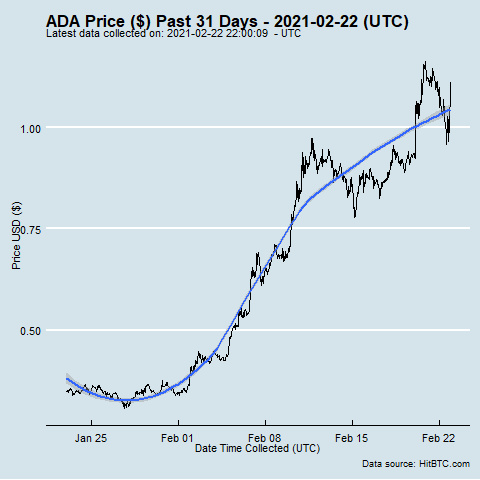 ADA Price ($) Past 31 Days - 2021-02-22 (UTC)
Latest data collected on: 2021-02-22 22:00:09 - UTC
1.00
0.75
0.50
Price USD ($)
Jan 25 Feb 01 Feb 08 Feb 15 Feb 22
Date Time Collected (UTC)
Data source: HitBTC.com